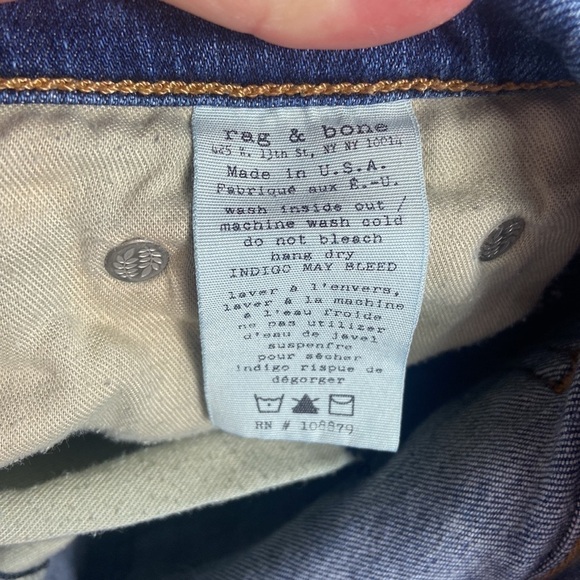 rag & bone
425 W. 13th St, NY NY 10014
Made in U.S.A.
Fabriqué aux É.-U.
wash inside out /
machine wash cold
do not bleach
hang dry
INDIGO MAY BLEED
laver à l'envers,
laver à la machine
à l'eau froide
ne pas utilizer
d'eau de javel
suspenfre
pour sécher
indigo risque de
dégorger
RN # 108879